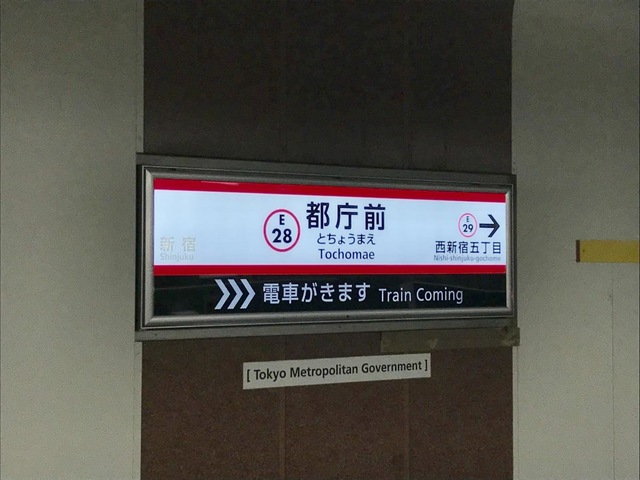 都庁前
とちょうまえ
Tochomae
E
28
E
29
西新宿五丁目
Nishi-shinjuku-gochome
新宿
Shinjuku
電車がきます Train Coming
[ Tokyo Metropolitan Government ]